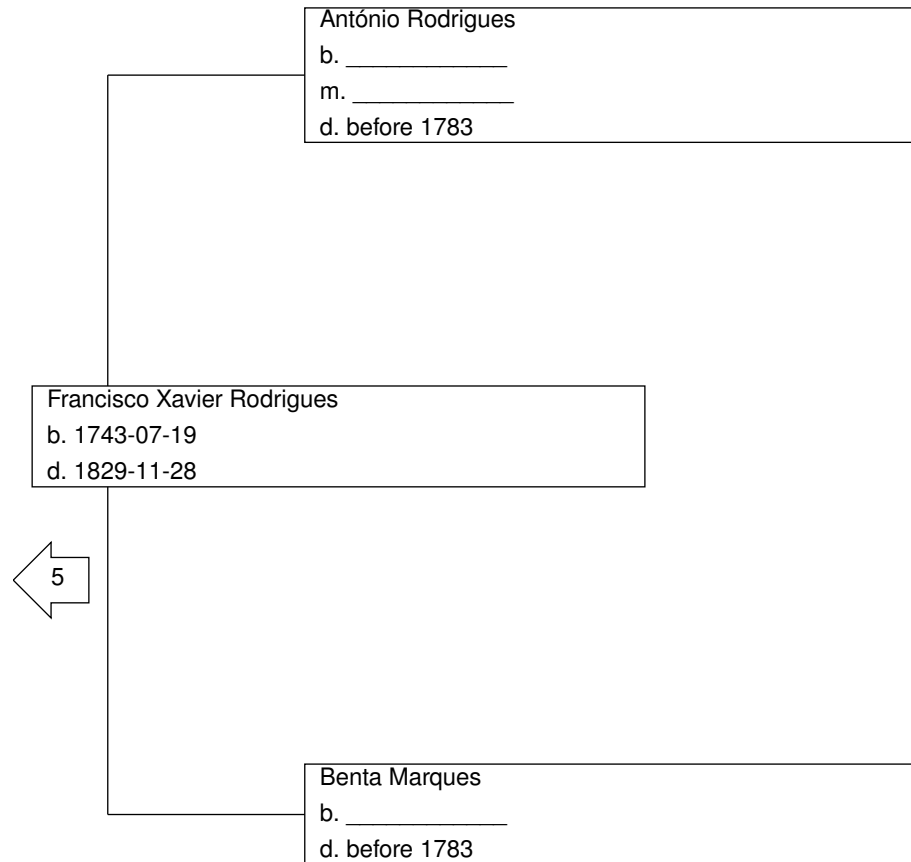 António Rodrigues
b. ____________
m. ____________
d. before 1783
Francisco Xavier Rodrigues
b. 1743-07-19
d. 1829-11-28
5
Benta Marques
b. ____________
d. before 1783